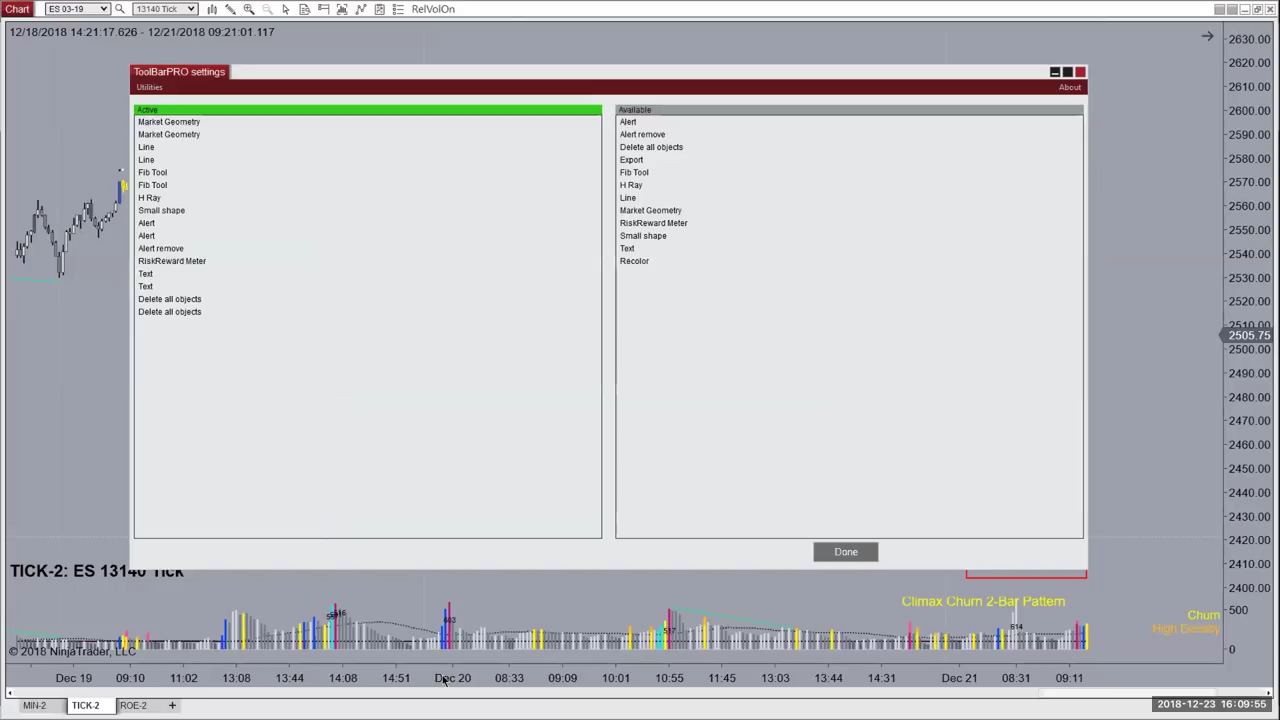 Chart ES 03-19 13140 Tick RelVolOn
12/18/2018 14:21:17.626 - 12/21/2018 09:21:01.117
ToolBarPRO settings
Utilities About
Active
Market Geometry
Market Geometry
Line
Line
Fib Tool
Fib Tool
H Ray
Small shape
Alert
Alert
Alert remove
RiskReward Meter
Text
Text
Delete all objects
Delete all objects
Available
Alert
Alert remove
Delete all objects
Export
Fib Tool
H Ray
Line
Market Geometry
RiskReward Meter
Small shape
Text
Recolor
Done
2630.00
2620.00
2610.00
2600.00
2590.00
2580.00
2570.00
2560.00
2550.00
2540.00
2530.00
2520.00
2510.00
2505.75
2500.00
2490.00
2480.00
2470.00
2460.00
2450.00
2440.00
2430.00
2420.00
2410.00
2400.00
TICK-2: ES 13140 Tick
Climax Churn 2-Bar Pattern
Churn
High Density
500
0
663
537
614
© 2018 NinjaTrader, LLC
Dec 19 09:10 11:02 13:08 13:44 14:08 14:51 Dec 20 08:33 09:09 10:01 10:55 11:45 13:03 13:44 14:31 Dec 21 08:31 09:11
MIN-2 TICK-2 ROE-2 +
2018-12-23 16:09:55